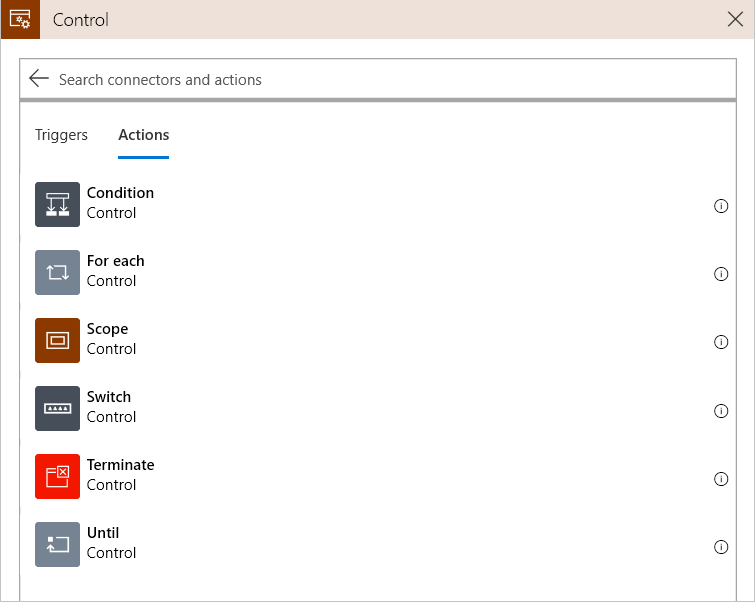 Control
Search connectors and actions
Triggers Actions
Condition
Control
For each
Control
Scope
Control
Switch
Control
Terminate
Control
Until
Control